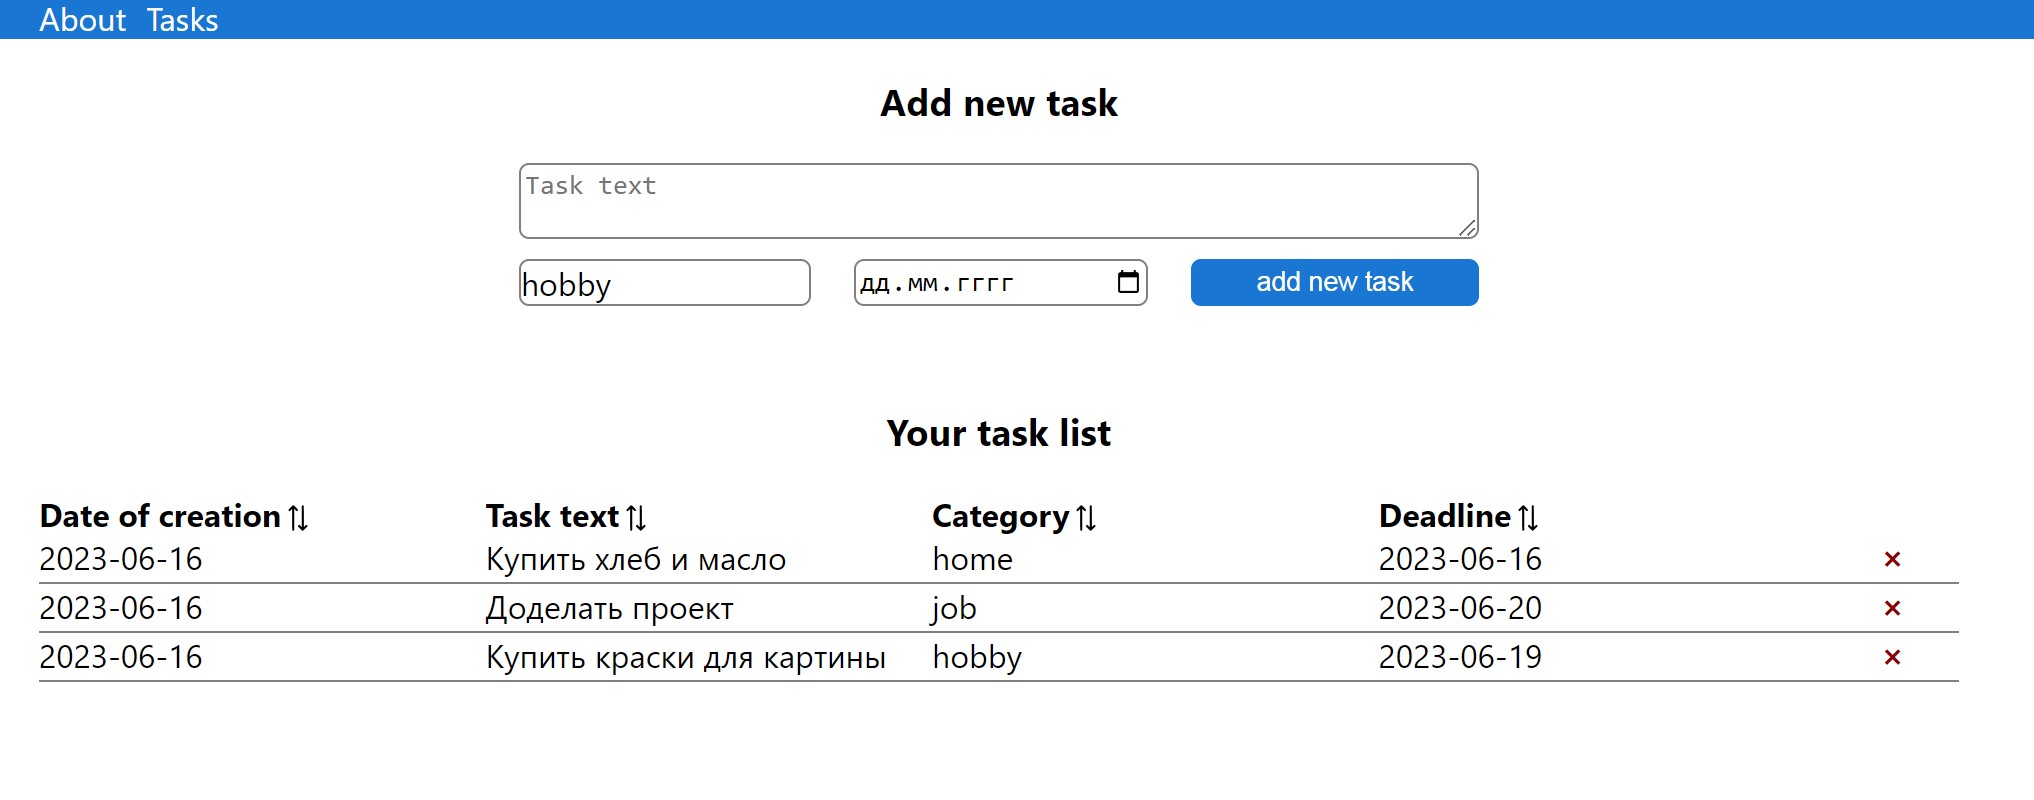 About Tasks
Add new task
Task text
hobby дд.мм.гггг add new task
Your task list
Date of creation Task text Category Deadline
2023-06-16 Купить хлеб и масло home 2023-06-16
2023-06-16 Доделать проект job 2023-06-20
2023-06-16 Купить краски для картины hobby 2023-06-19